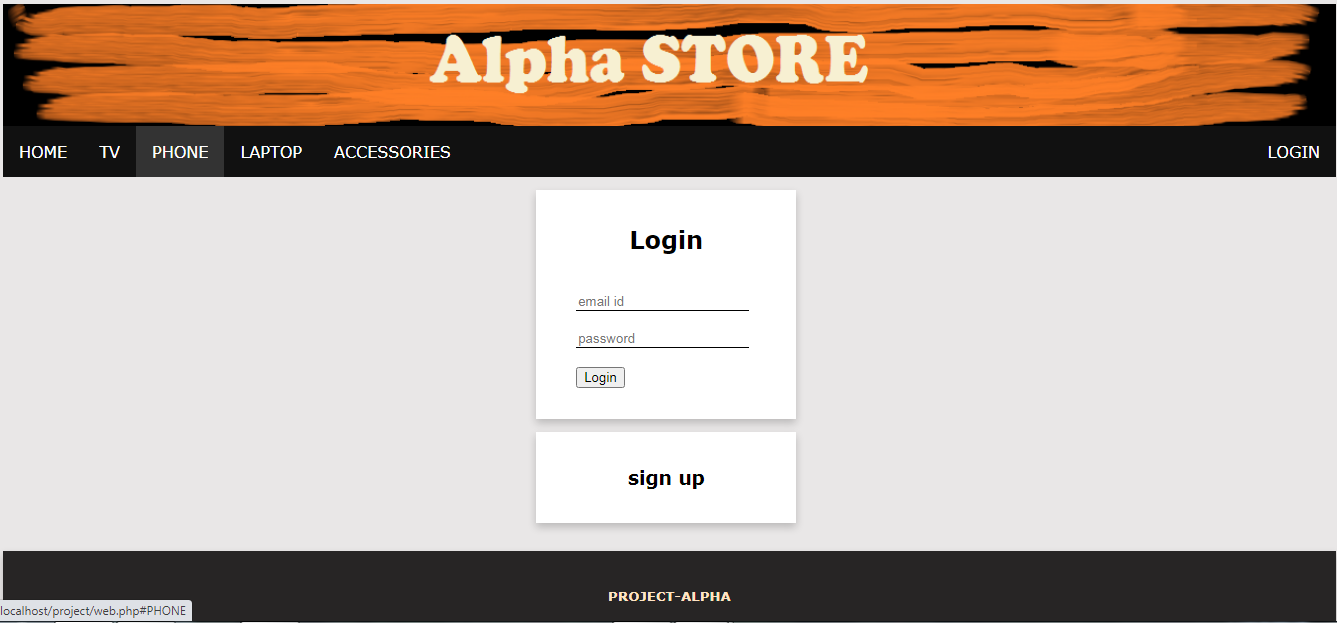 Alpha STORE
HOME TV PHONE LAPTOP ACCESSORIES LOGIN
Login
email id
password
Login
sign up
PROJECT-ALPHA
localhost/project/web.php#PHONE